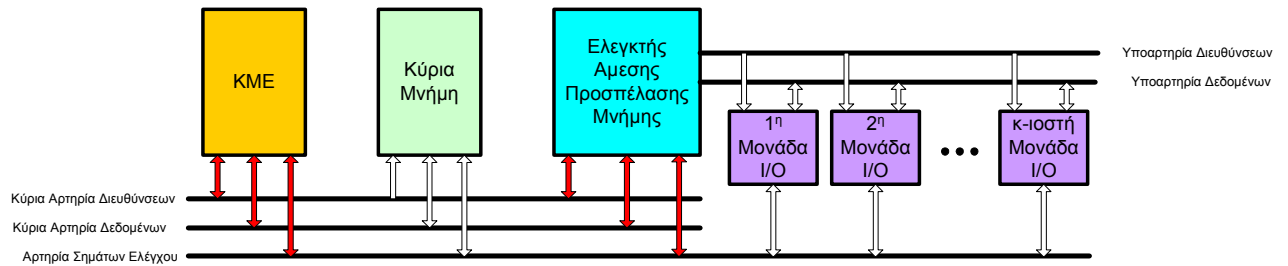 ΚΜΕ
Κύρια
Μνήμη
Ελεγκτής
Αμεσης
Προσπέλασης
Μνήμης
Υποαρτηρία Διευθύνσεων
Υποαρτηρία Δεδομένων
1η
Μονάδα
I/O
2η
Μονάδα
I/O
κ-ιοστή
Μονάδα
I/O
Κύρια Αρτηρία Διευθύνσεων
Κύρια Αρτηρία Δεδομένων
Αρτηρία Σημάτων Ελέγχου